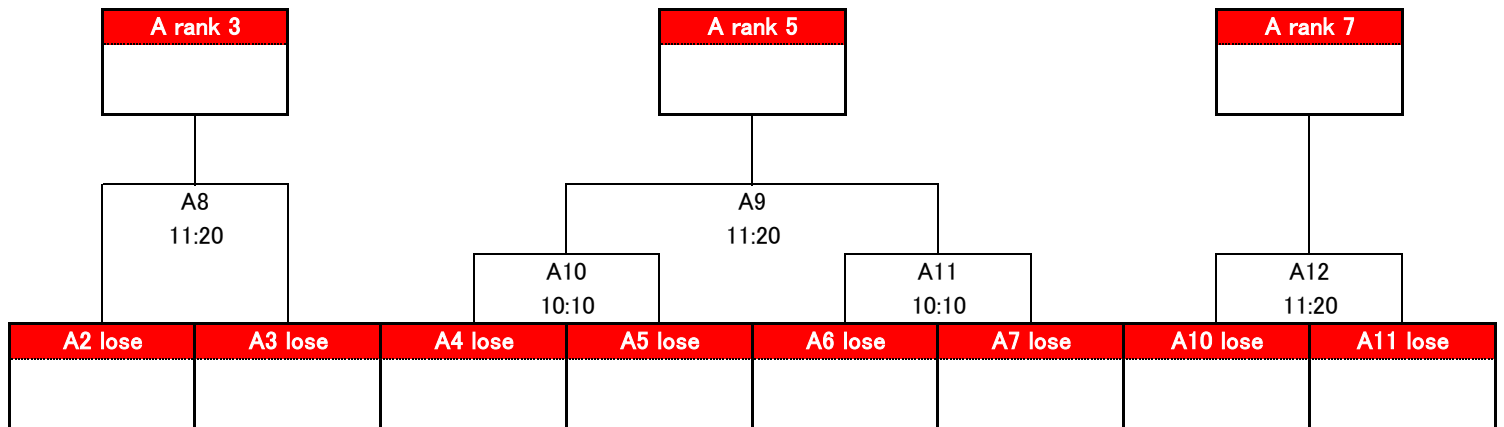 A rank 3
A rank 5
A rank 7
A8
11:20
A9
11:20
A10
10:10
A11
10:10
A12
11:20
A2 lose
A3 lose
A4 lose
A5 lose
A6 lose
A7 lose
A10 lose
A11 lose